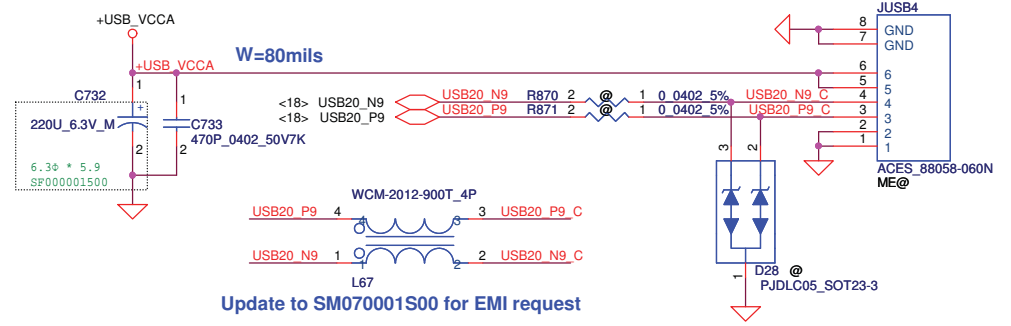 JUSB4
+USB_VCCA
8
GND
7
GND
W=80mils
+USB_VCCA
6
6
5
5
1
1
C732
+
<18> USB20_N9
USB20_N9
R870 2
@
1 0_0402_5%
USB20_N9_C
4
4
<18> USB20_P9
USB20_P9
R871 2
@
1 0_0402_5%
USB20_P9_C
3
3
220U_6.3V_M
C733
470P_0402_50V7K
2
2
1
1
2
2
3
2
6.3Φ * 5.9
SF000001500
ACES_88058-060N
ME@
WCM-2012-900T_4P
USB20_P9 4
4
3
3 USB20_P9_C
USB20_N9 1
1
2
2 USB20_N9_C
L67
1
D28 @
PJDLC05_SOT23-3
Update to SM070001S00 for EMI request